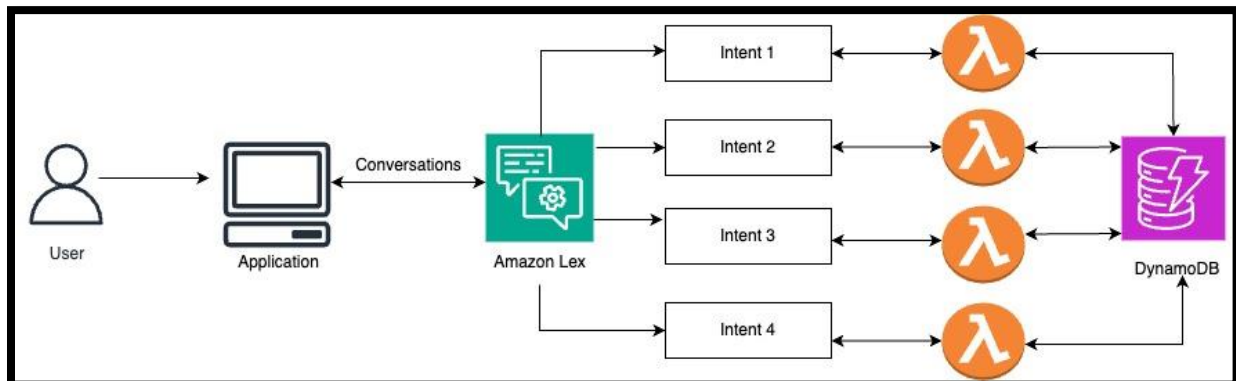 User
Application
Conversations
Amazon Lex
Intent 1
Intent 2
Intent 3
Intent 4
λ
λ
λ
λ
DynamoDB